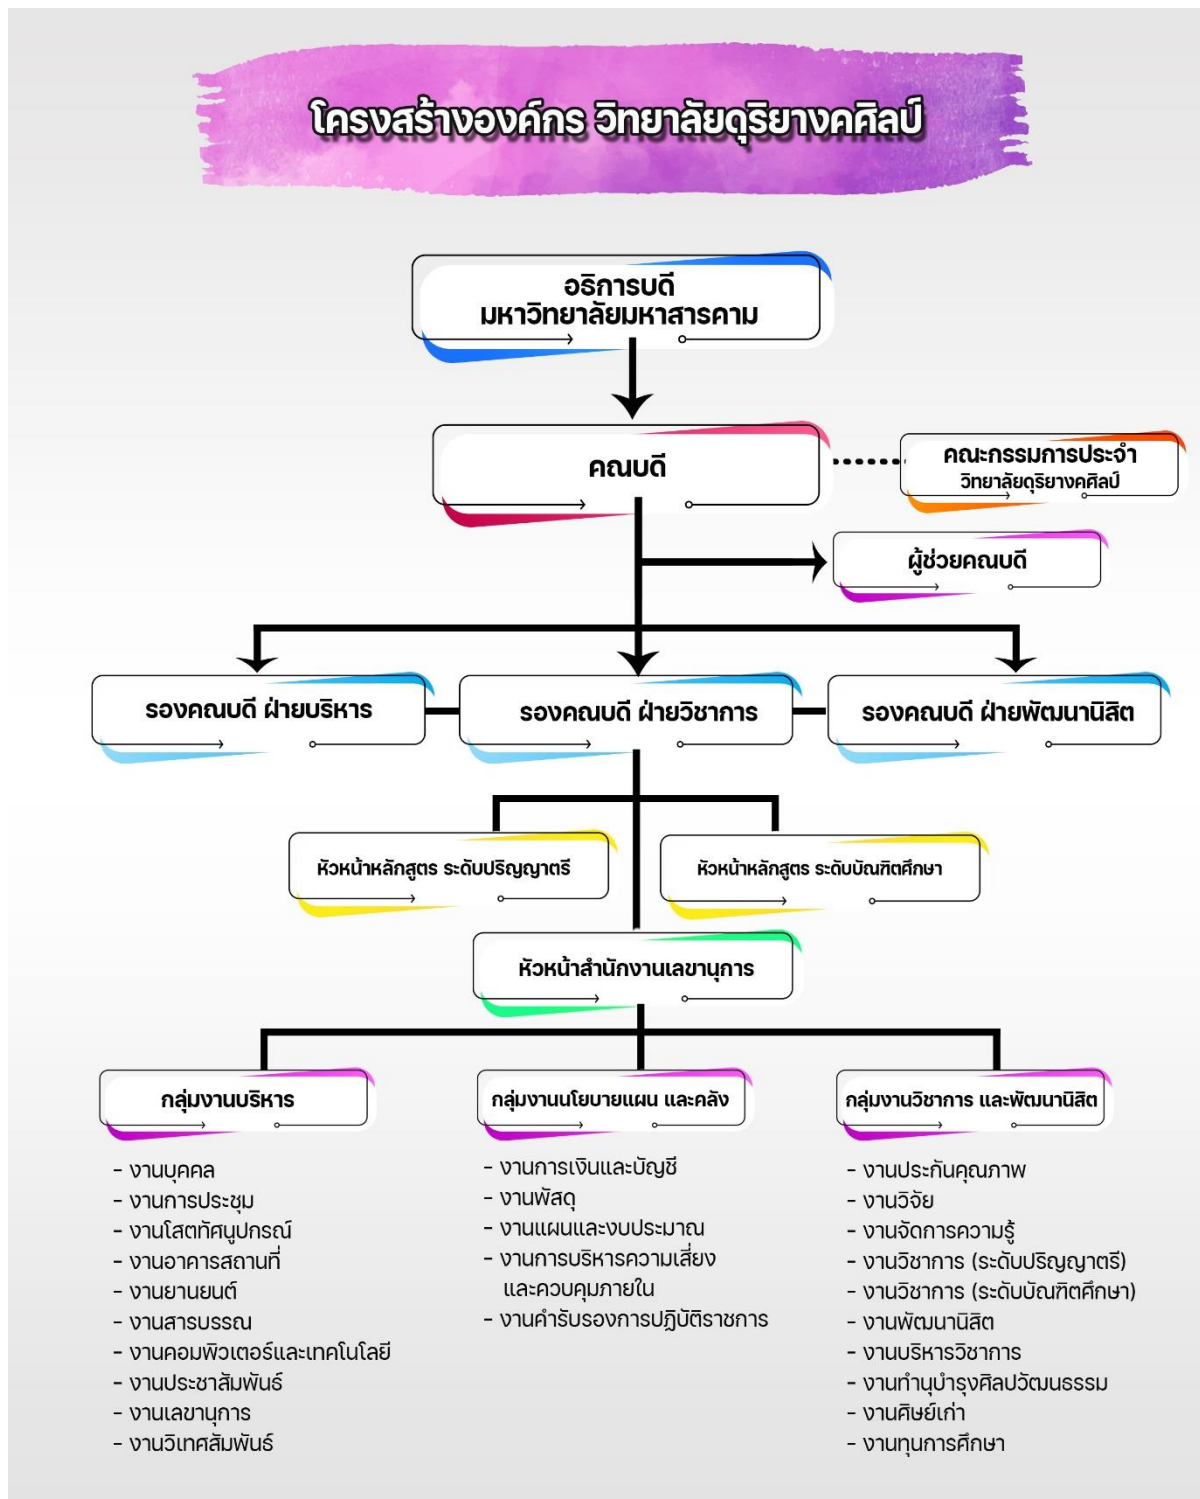 โครงสร้างองค์กร วิทยาลัยดุริยางคศิลป์
อธิการบดี
มหาวิทยาลัยมหาสารคาม
คณบดี
คณะกรรมการประจำ
วิทยาลัยดุริยางคศิลป์
ผู้ช่วยคณบดี
รองคณบดี ฝ่ายบริหาร
รองคณบดี ฝ่ายวิชาการ
รองคณบดี ฝ่ายพัฒนานิสิต
หัวหน้าหลักสูตร ระดับปริญญาตรี
หัวหน้าหลักสูตร ระดับบัณฑิตศึกษา
หัวหน้าสำนักงานเลขานุการ
กลุ่มงานบริหาร
- งานบุคคล
- งานการประชุม
- งานโสตทัศนูปกรณ์
- งานอาคารสถานที่
- งานยานยนต์
- งานสารบรรณ
- งานคอมพิวเตอร์และเทคโนโลยี
- งานประชาสัมพันธ์
- งานเลขานุการ
- งานวิเทศสัมพันธ์
กลุ่มงานนโยบายแผน และคลัง
- งานการเงินและบัญชี
- งานพัสดุ
- งานแผนและงบประมาณ
- งานการบริหารความเสี่ยง
และควบคุมภายใน
- งานคำรับรองการปฏิบัติราชการ
กลุ่มงานวิชาการ และพัฒนานิสิต
- งานประกันคุณภาพ
- งานวิจัย
- งานจัดการความรู้
- งานวิชาการ (ระดับปริญญาตรี)
- งานวิชาการ (ระดับบัณฑิตศึกษา)
- งานพัฒนานิสิต
- งานบริหารวิชาการ
- งานทำนุบำรุงศิลปวัฒนธรรม
- งานศิษย์เก่า
- งานทุนการศึกษา